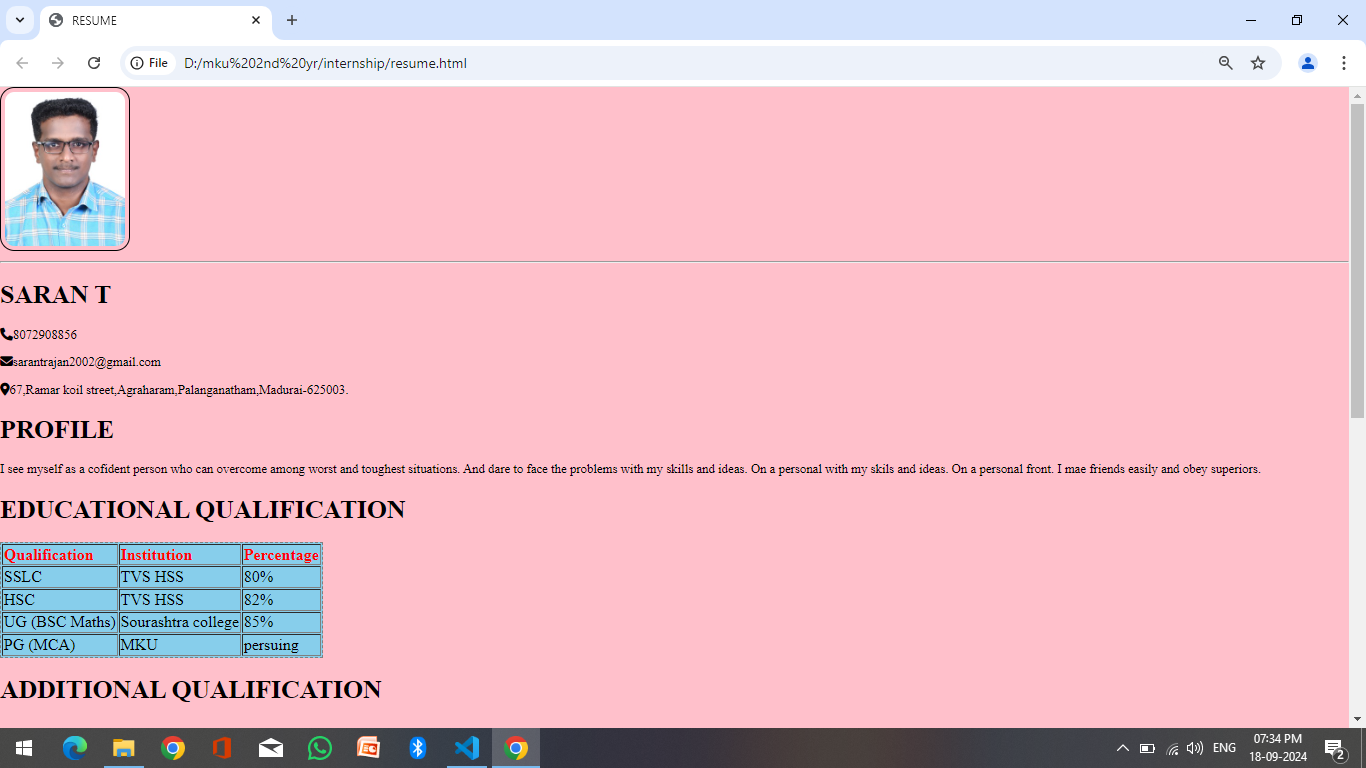 RESUME
File D:/mku%202nd%20yr/internship/resume.html
SARAN T
8072908856
sarantrajan2002@gmail.com
67,Ramar koil street,Agraharam,Palanganatham,Madurai-625003.
PROFILE
I see myself as a cofident person who can overcome among worst and toughest situations. And dare to face the problems with my skills and ideas. On a personal with my skils and ideas. On a personal front. I mae friends easily and obey superiors.
EDUCATIONAL QUALIFICATION
Qualification Institution Percentage
SSLC TVS HSS 80%
HSC TVS HSS 82%
UG (BSC Maths) Sourashtra college 85%
PG (MCA) MKU persuing
ADDITIONAL QUALIFICATION
ENG 07:34 PM
18-09-2024 2